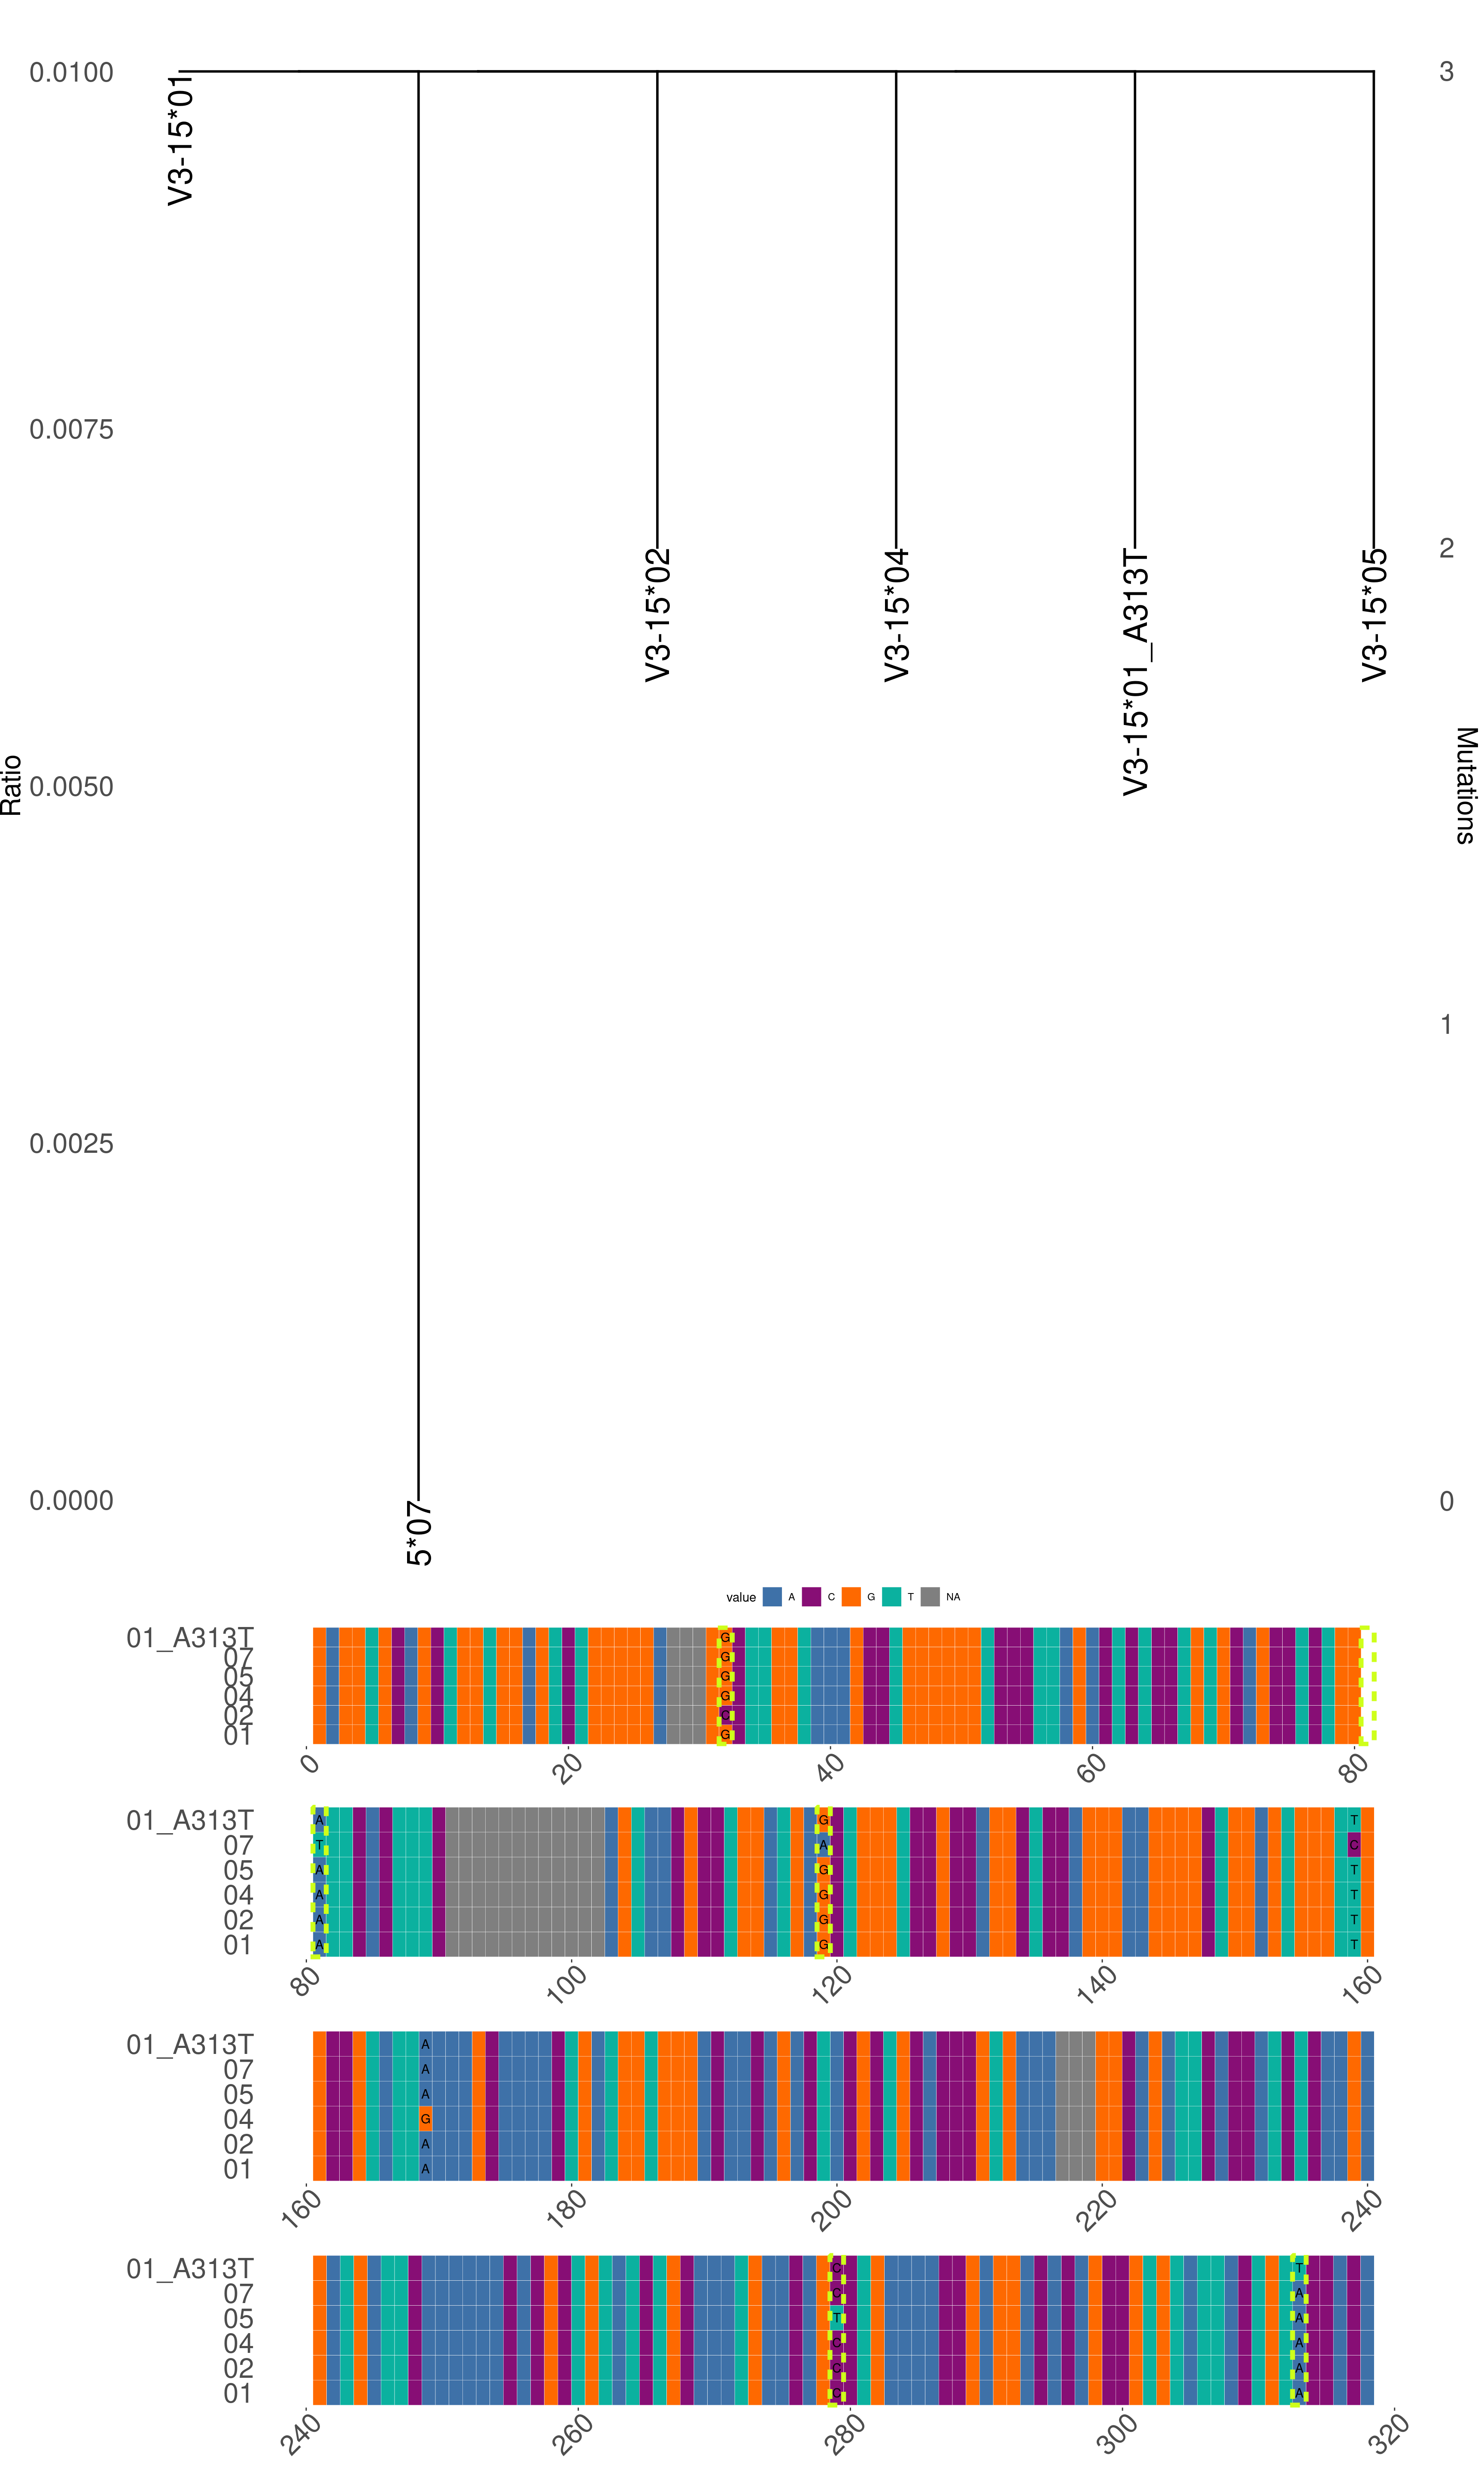 0.0100
0.0075
0.0050
0.0025
0.0000
Ratio
V3-15*01
5*07
V3-15*02
V3-15*04
V3-15*01_A313T
V3-15*05
3
2
1
0
Mutations
value A C G T NA
01_A313T
07
05
04
02
01
G
G
G
G
C
G
0 20 40 60 80
01_A313T
07
05
04
02
01
A G T
T A C
A G T
A G T
A G T
A G T
80 100 120 140 160
01_A313T
07
05
04
02
01
A
A
A
G
A
A
160 180 200 220 240
01_A313T
07
05
04
02
01
C T
C A
T A
C A
C A
C A
240 260 280 300 320